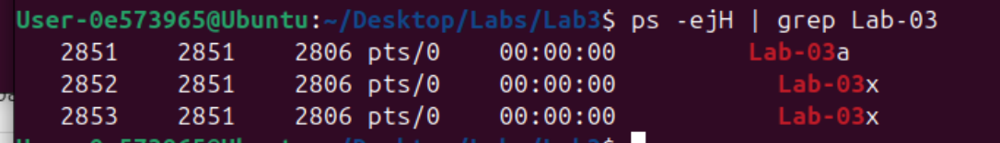 User-0e573965@Ubuntu:~/Desktop/Labs/Lab3$ ps -ejH | grep Lab-03
2851 2851 2806 pts/0 00:00:00 Lab-03a
2852 2851 2806 pts/0 00:00:00 Lab-03x
2853 2851 2806 pts/0 00:00:00 Lab-03x